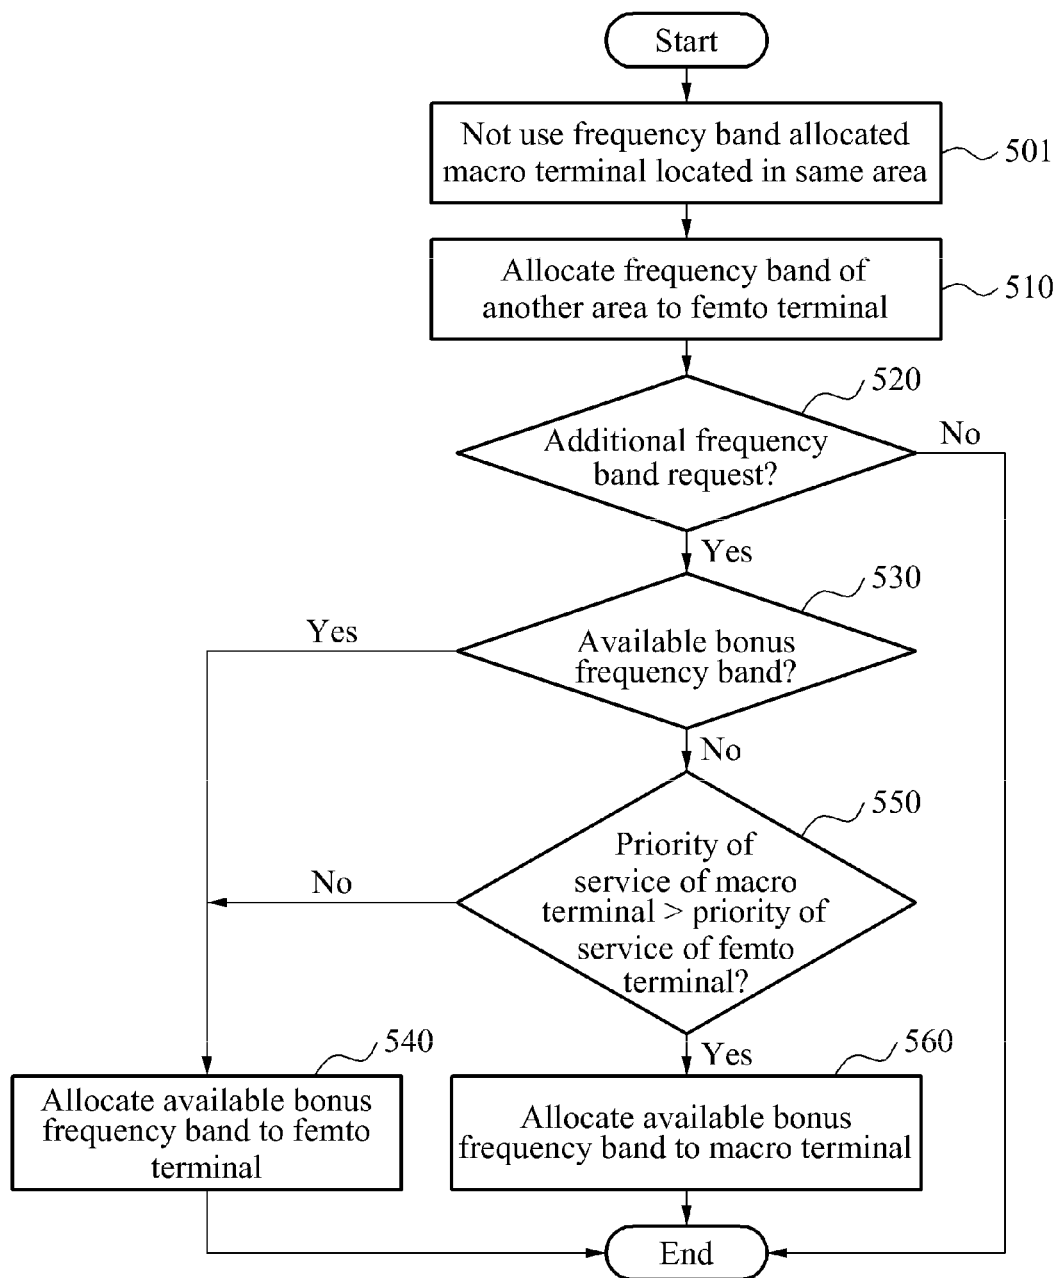 Start
Not use frequency band allocated
macro terminal located in same area
501
Allocate frequency band of
another area to femto terminal
510
520
Additional frequency
band request?
No
Yes
530
Available bonus
frequency band?
Yes
No
550
Priority of
service of macro
terminal > priority of
service of femto
terminal?
No
Yes
540
Allocate available bonus
frequency band to femto
terminal
560
Allocate available bonus
frequency band to macro terminal
End